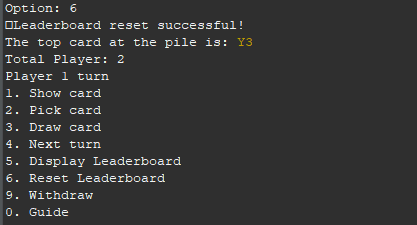 Option: 6
□Leaderboard reset successful!
The top card at the pile is: Y3
Total Player: 2
Player 1 turn
1. Show card
2. Pick card
3. Draw card
4. Next turn
5. Display Leaderboard
6. Reset Leaderboard
9. Withdraw
0. Guide